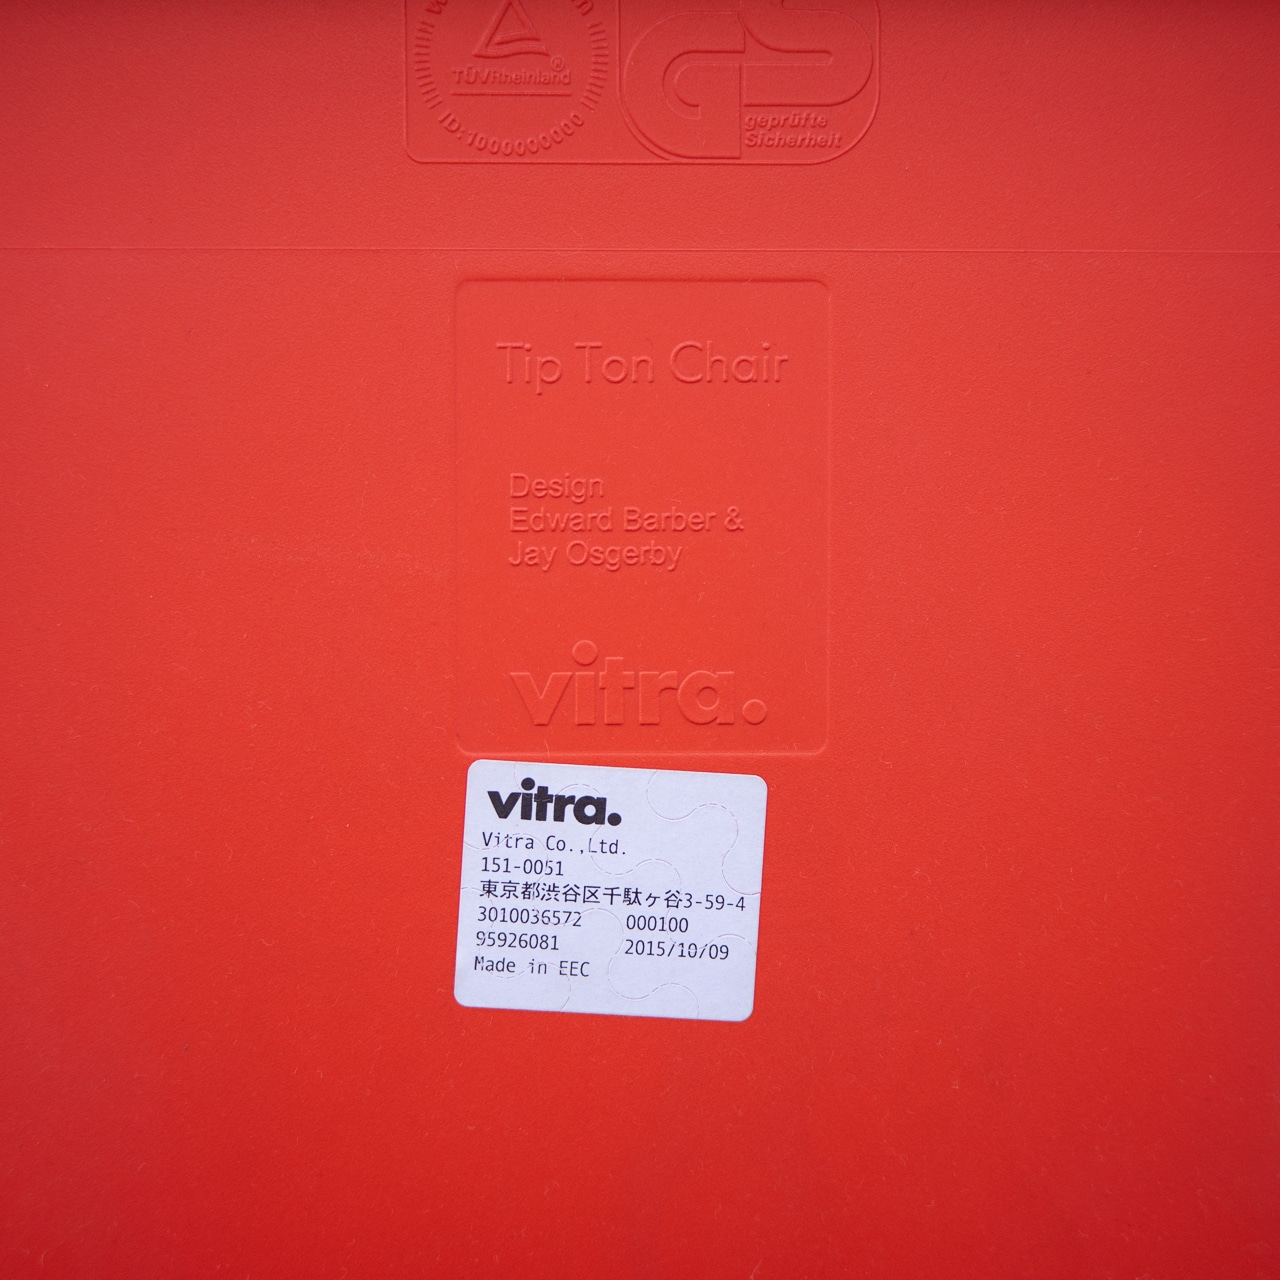 TÜVRheinland®
ID:1000000000
geprüfte
Sicherheit
Tip Ton Chair
Design
Edward Barber &
Jay Osgerby
vitra.
vitra.
Vitra Co.,Ltd.
151-0051
東京都渋谷区千駄ヶ谷3-59-4
3010036572 000100
95926081 2015/10/09
Made in EEC